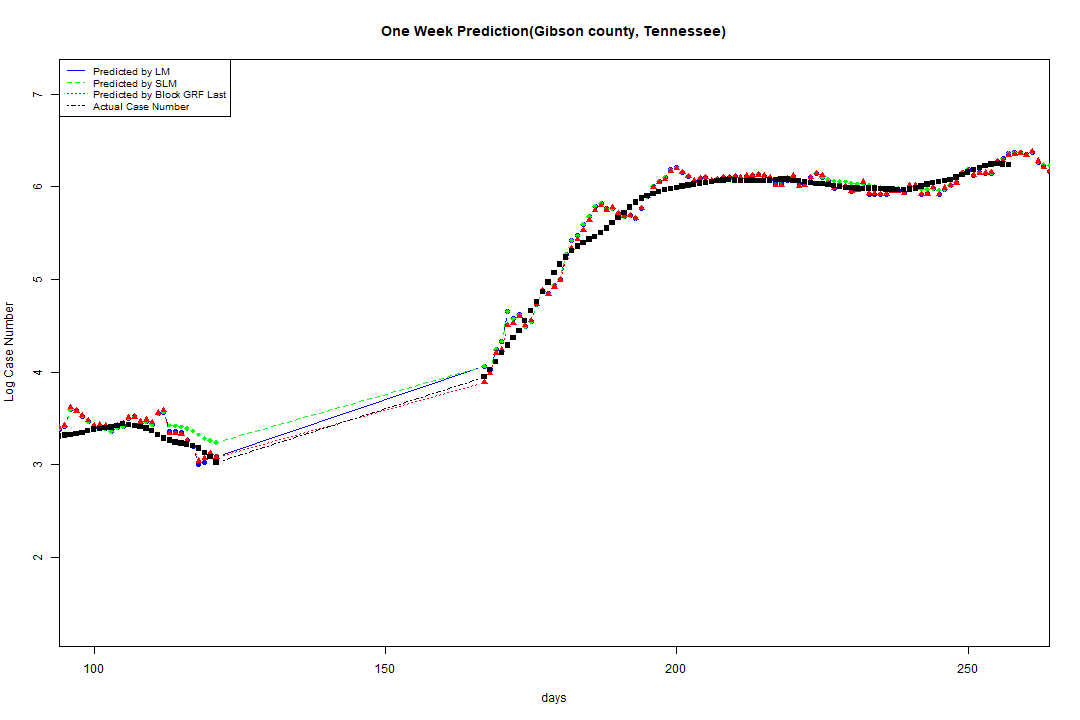 One Week Prediction(Gibson county, Tennessee)
Predicted by LM
Predicted by SLM
Predicted by Block GRF Last
Actual Case Number
7
6
5
4
3
2
Log Case Number
100 150 200 250
days